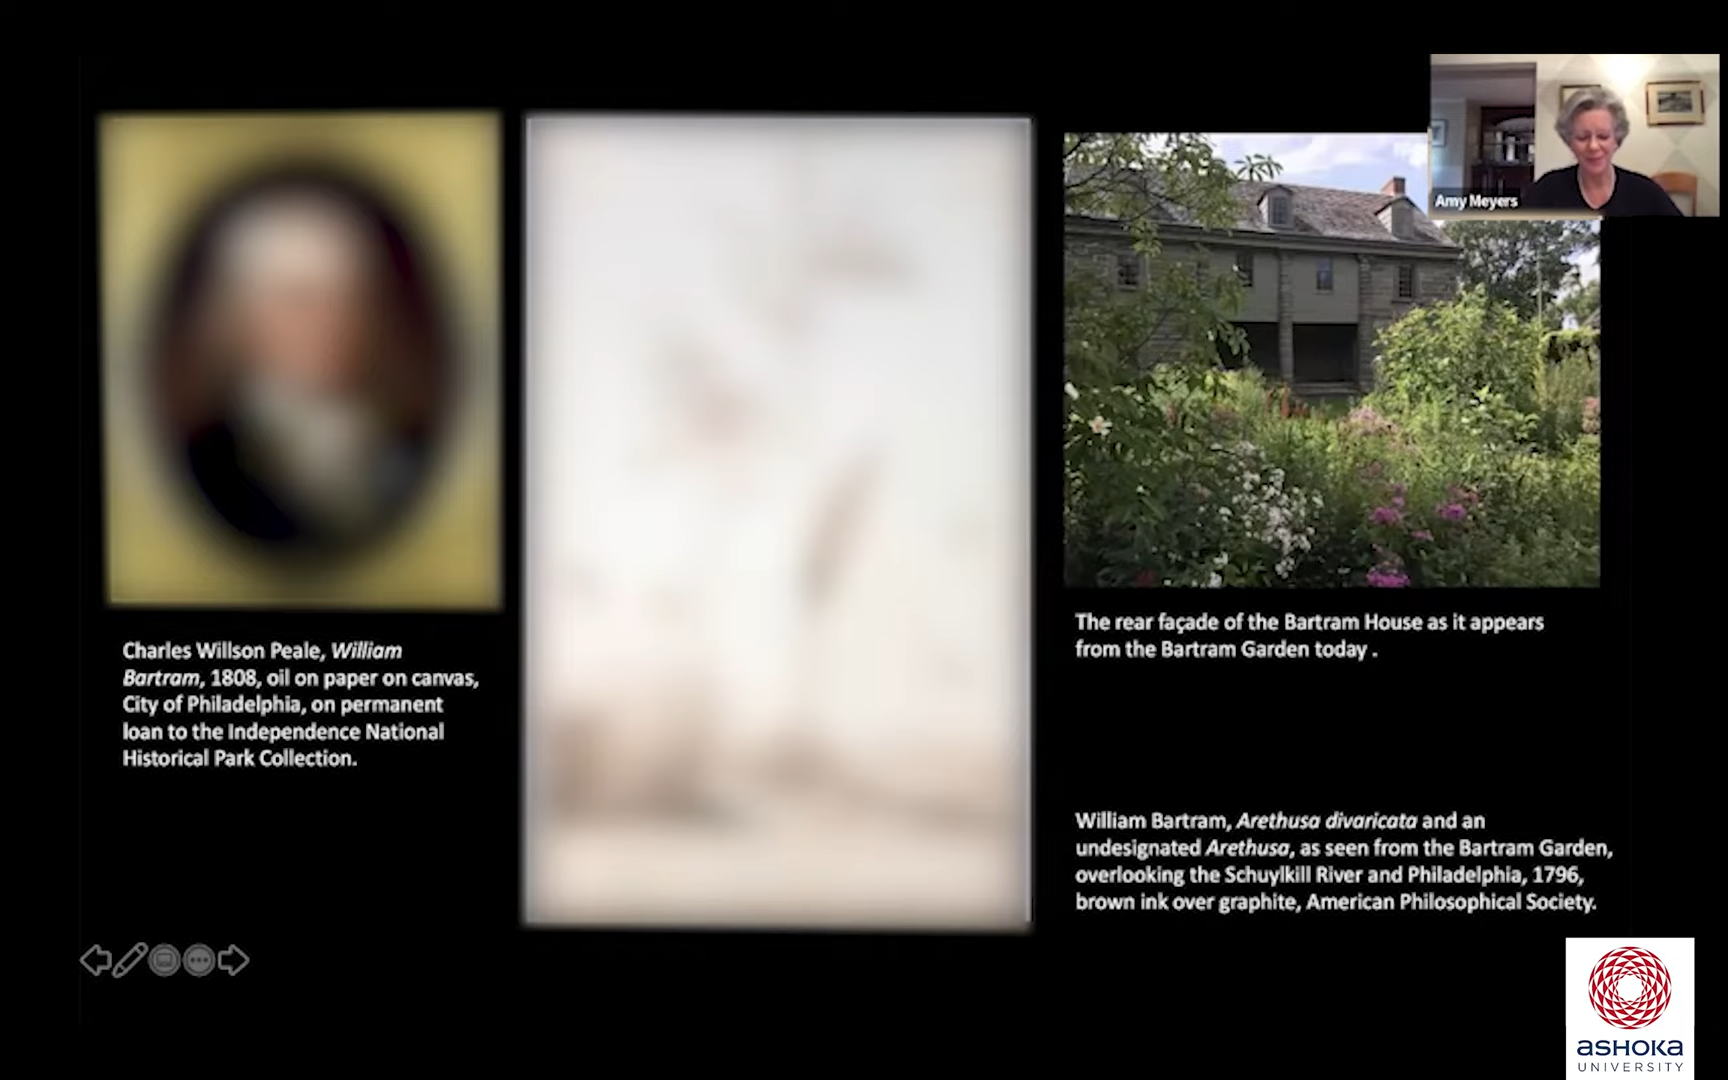 Amy Meyers
Charles Willson Peale, William
Bartram, 1808, oil on paper on canvas,
City of Philadelphia, on permanent
loan to the Independence National
Historical Park Collection.
The rear façade of the Bartram House as it appears
from the Bartram Garden today .
William Bartram, Arethusa divaricata and an
undesignated Arethusa, as seen from the Bartram Garden,
overlooking the Schuylkill River and Philadelphia, 1796,
brown ink over graphite, American Philosophical Society.
ASHOKA
UNIVERSITY